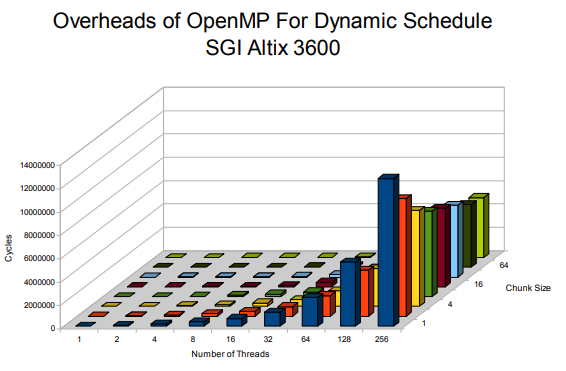 Overheads of OpenMP For Dynamic Schedule
SGI Altix 3600
14000000
12000000
10000000
8000000
6000000
4000000
2000000
0
Cycles
1 2 4 8 16 32 64 128 256
Number of Threads
1
4
16
64
Chunk Size